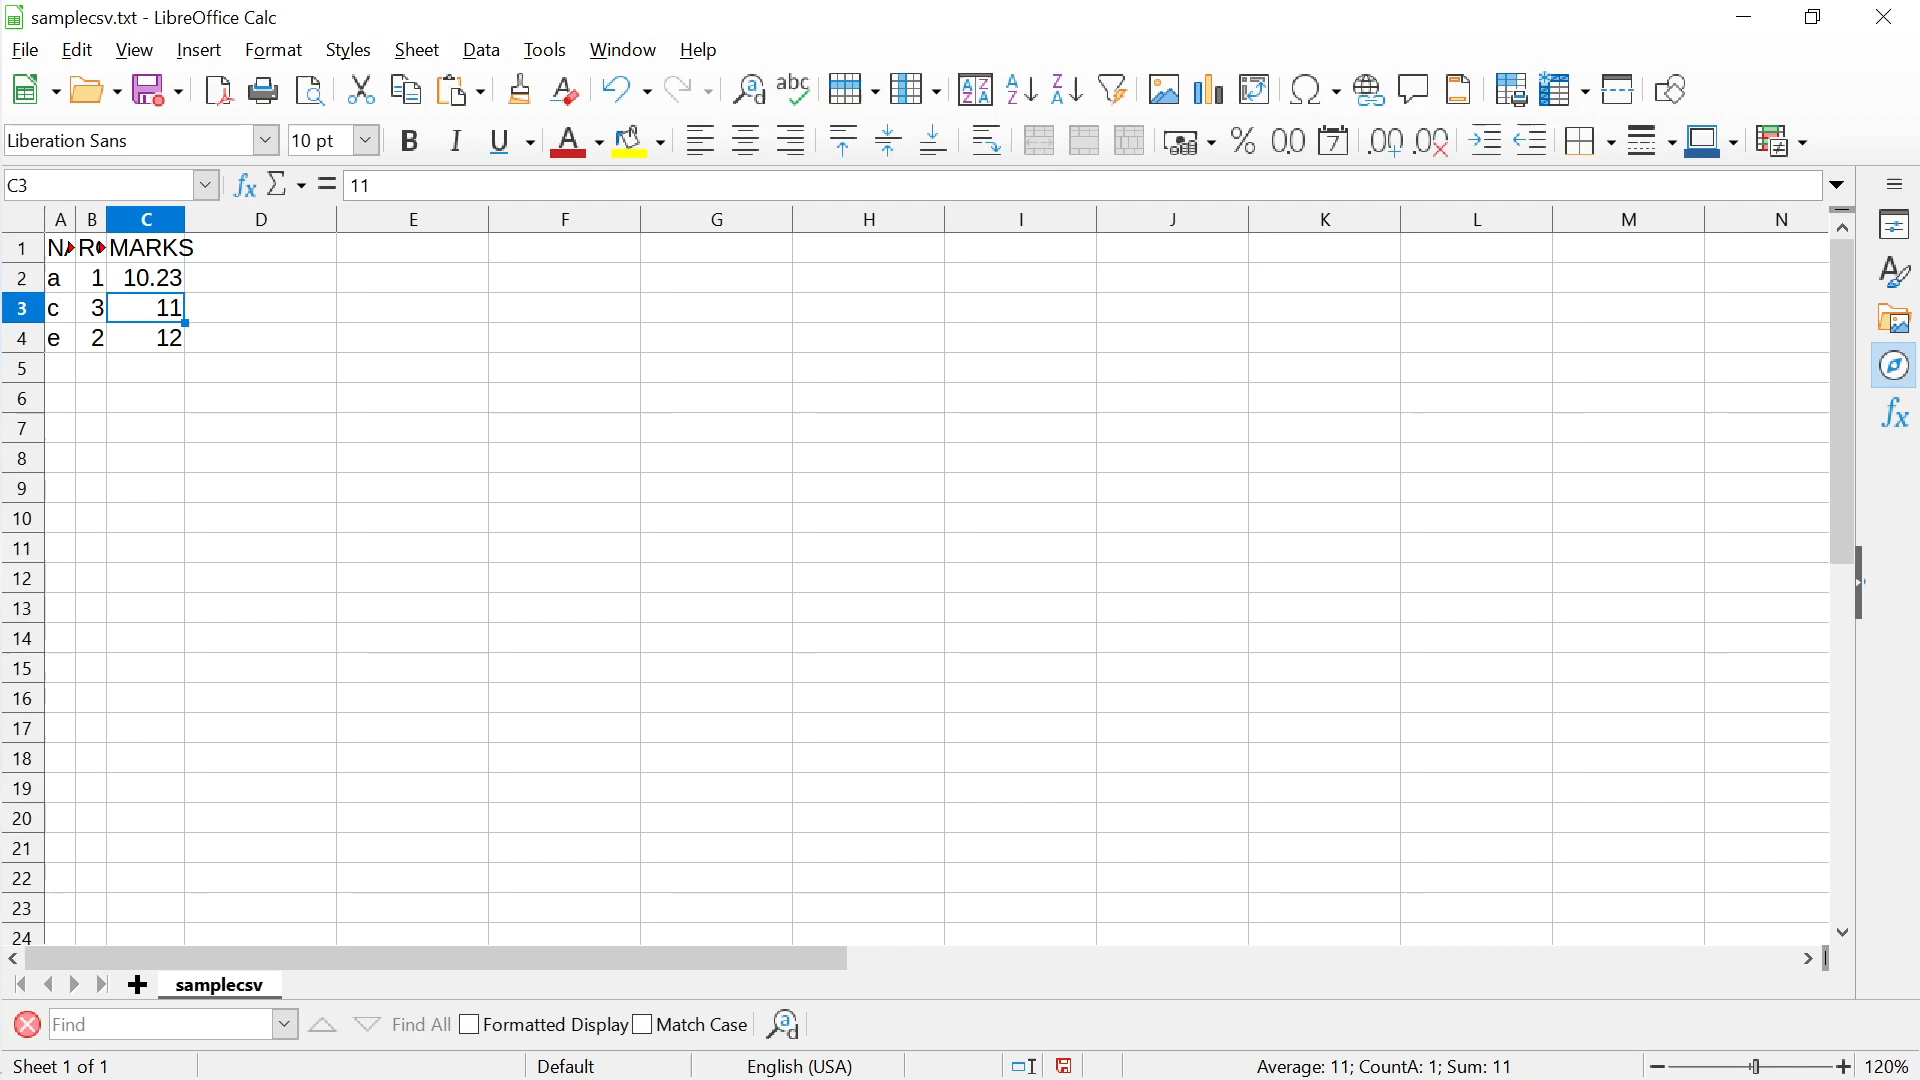 samplecsv.txt - LibreOffice Calc
File Edit View Insert Format Styles Sheet Data Tools Window Help
Liberation Sans 10 pt
C3 11
A B C D E F G H I J K L M N
1 MARKS
2 a 1 10.23
3 c 3 11
4 e 2 12
5
6
7
8
9
10
11
12
13
14
15
16
17
18
19
20
21
22
23
24
samplecsv
Find Find All Formatted Display Match Case
Sheet 1 of 1 Default English (USA) Average: 11; CountA: 1; Sum: 11 120%